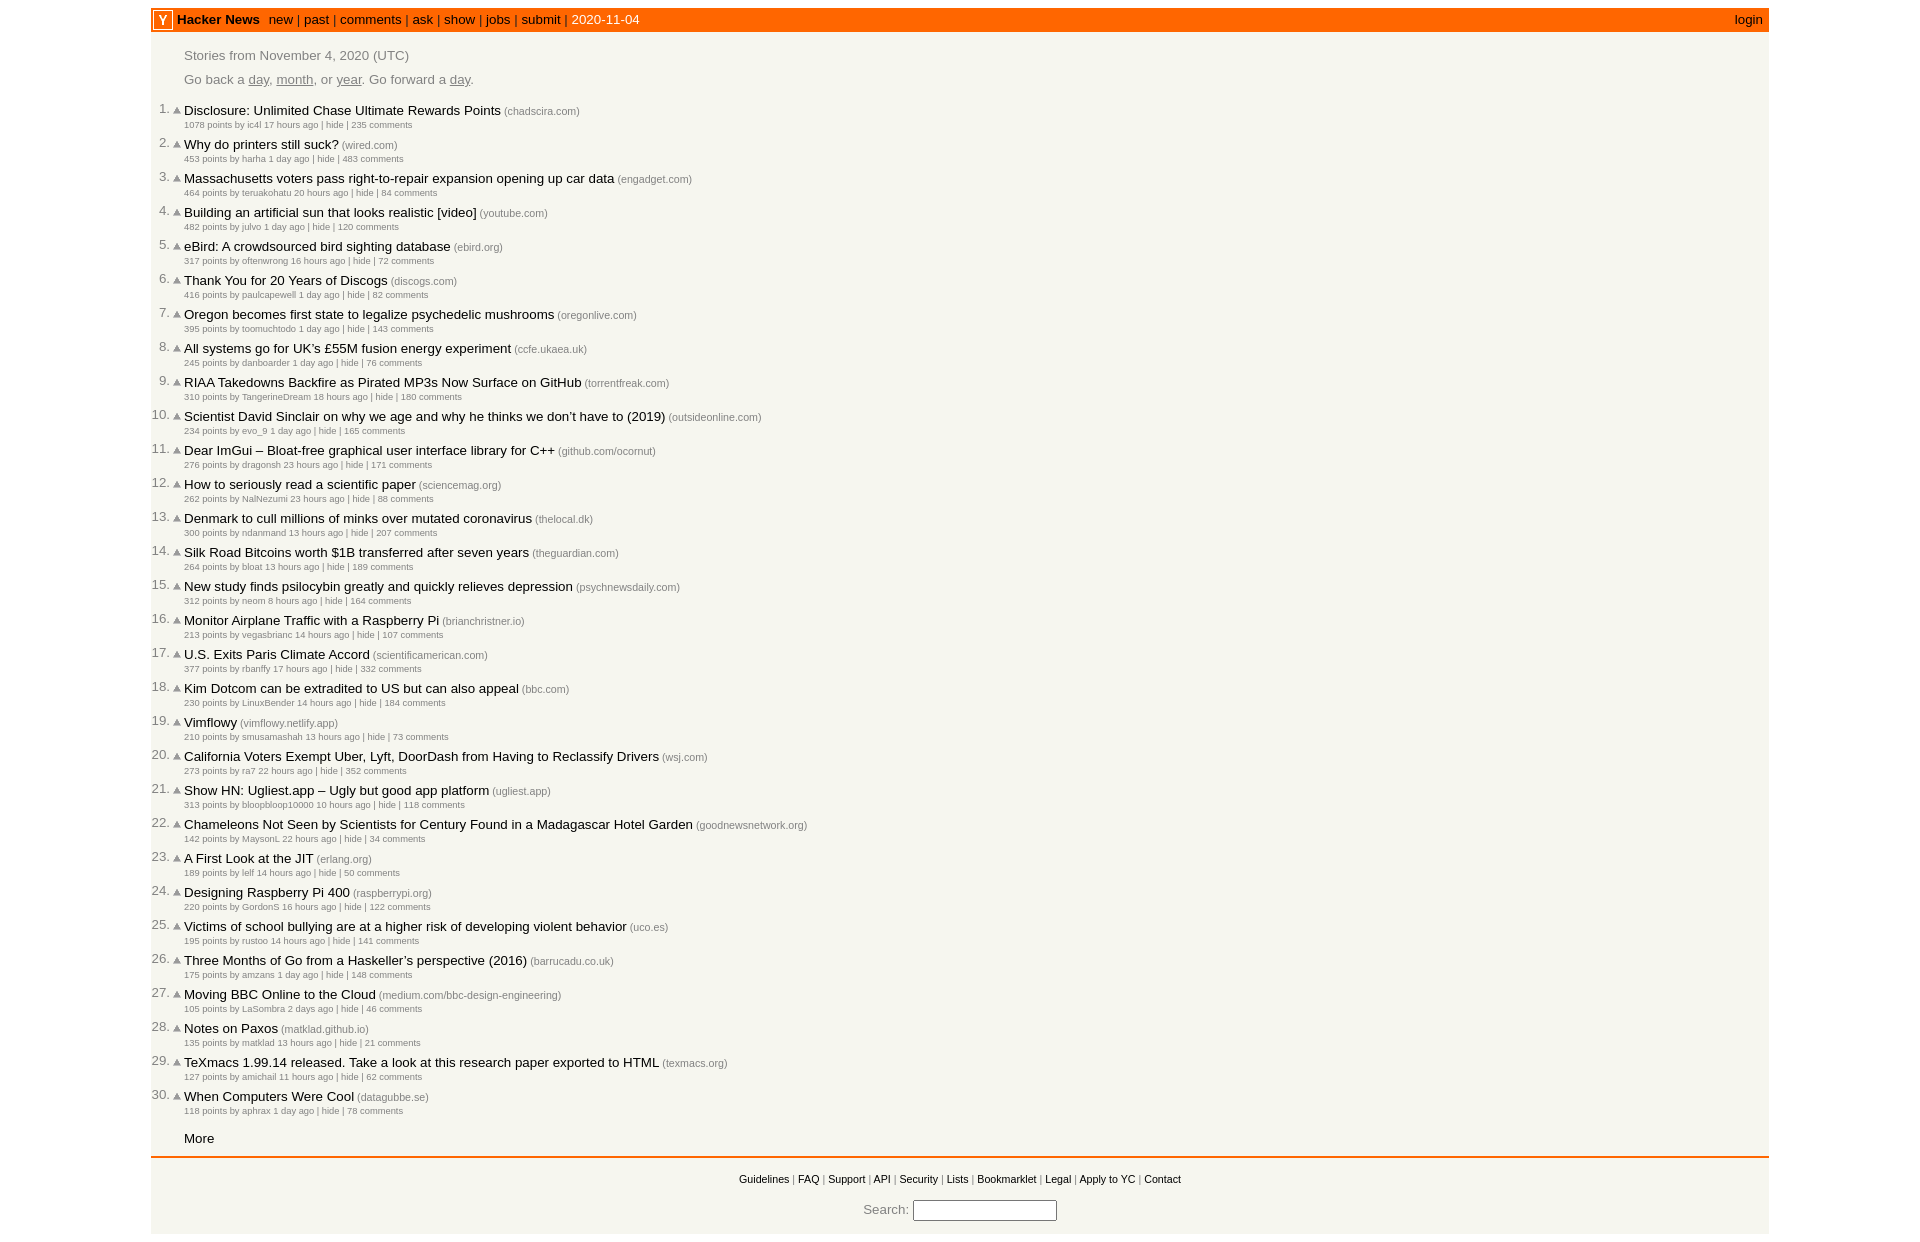 Y Hacker News new | past | comments | ask | show | jobs | submit | 2020-11-04 login
Stories from November 4, 2020 (UTC)
Go back a day, month, or year. Go forward a day.
1. Disclosure: Unlimited Chase Ultimate Rewards Points (chadscira.com)
1078 points by ic4l 17 hours ago | hide | 235 comments
2. Why do printers still suck? (wired.com)
453 points by harha 1 day ago | hide | 483 comments
3. Massachusetts voters pass right-to-repair expansion opening up car data (engadget.com)
464 points by teruakohatu 20 hours ago | hide | 84 comments
4. Building an artificial sun that looks realistic [video] (youtube.com)
482 points by julvo 1 day ago | hide | 120 comments
5. eBird: A crowdsourced bird sighting database (ebird.org)
317 points by oftenwrong 16 hours ago | hide | 72 comments
6. Thank You for 20 Years of Discogs (discogs.com)
416 points by paulcapewell 1 day ago | hide | 82 comments
7. Oregon becomes first state to legalize psychedelic mushrooms (oregonlive.com)
395 points by toomuchtodo 1 day ago | hide | 143 comments
8. All systems go for UK’s £55M fusion energy experiment (ccfe.ukaea.uk)
245 points by danboarder 1 day ago | hide | 76 comments
9. RIAA Takedowns Backfire as Pirated MP3s Now Surface on GitHub (torrentfreak.com)
310 points by TangerineDream 18 hours ago | hide | 180 comments
10. Scientist David Sinclair on why we age and why he thinks we don’t have to (2019) (outsideonline.com)
234 points by evo_9 1 day ago | hide | 165 comments
11. Dear ImGui – Bloat-free graphical user interface library for C++ (github.com/ocornut)
276 points by dragonsh 23 hours ago | hide | 171 comments
12. How to seriously read a scientific paper (sciencemag.org)
262 points by NalNezumi 23 hours ago | hide | 88 comments
13. Denmark to cull millions of minks over mutated coronavirus (thelocal.dk)
300 points by ndanmand 13 hours ago | hide | 207 comments
14. Silk Road Bitcoins worth $1B transferred after seven years (theguardian.com)
264 points by bloat 13 hours ago | hide | 189 comments
15. New study finds psilocybin greatly and quickly relieves depression (psychnewsdaily.com)
312 points by neom 8 hours ago | hide | 164 comments
16. Monitor Airplane Traffic with a Raspberry Pi (brianchristner.io)
213 points by vegasbrianc 14 hours ago | hide | 107 comments
17. U.S. Exits Paris Climate Accord (scientificamerican.com)
377 points by rbanffy 17 hours ago | hide | 332 comments
18. Kim Dotcom can be extradited to US but can also appeal (bbc.com)
230 points by LinuxBender 14 hours ago | hide | 184 comments
19. Vimflowy (vimflowy.netlify.app)
210 points by smusamashah 13 hours ago | hide | 73 comments
20. California Voters Exempt Uber, Lyft, DoorDash from Having to Reclassify Drivers (wsj.com)
273 points by ra7 22 hours ago | hide | 352 comments
21. Show HN: Ugliest.app – Ugly but good app platform (ugliest.app)
313 points by bloopbloop10000 10 hours ago | hide | 118 comments
22. Chameleons Not Seen by Scientists for Century Found in a Madagascar Hotel Garden (goodnewsnetwork.org)
142 points by MaysonL 22 hours ago | hide | 34 comments
23. A First Look at the JIT (erlang.org)
189 points by lelf 14 hours ago | hide | 50 comments
24. Designing Raspberry Pi 400 (raspberrypi.org)
220 points by GordonS 16 hours ago | hide | 122 comments
25. Victims of school bullying are at a higher risk of developing violent behavior (uco.es)
195 points by rustoo 14 hours ago | hide | 141 comments
26. Three Months of Go from a Haskeller’s perspective (2016) (barrucadu.co.uk)
175 points by amzans 1 day ago | hide | 148 comments
27. Moving BBC Online to the Cloud (medium.com/bbc-design-engineering)
105 points by LaSombra 2 days ago | hide | 46 comments
28. Notes on Paxos (matklad.github.io)
135 points by matklad 13 hours ago | hide | 21 comments
29. TeXmacs 1.99.14 released. Take a look at this research paper exported to HTML (texmacs.org)
127 points by amichail 11 hours ago | hide | 62 comments
30. When Computers Were Cool (datagubbe.se)
118 points by aphrax 1 day ago | hide | 78 comments
More
Guidelines | FAQ | Support | API | Security | Lists | Bookmarklet | Legal | Apply to YC | Contact
Search: